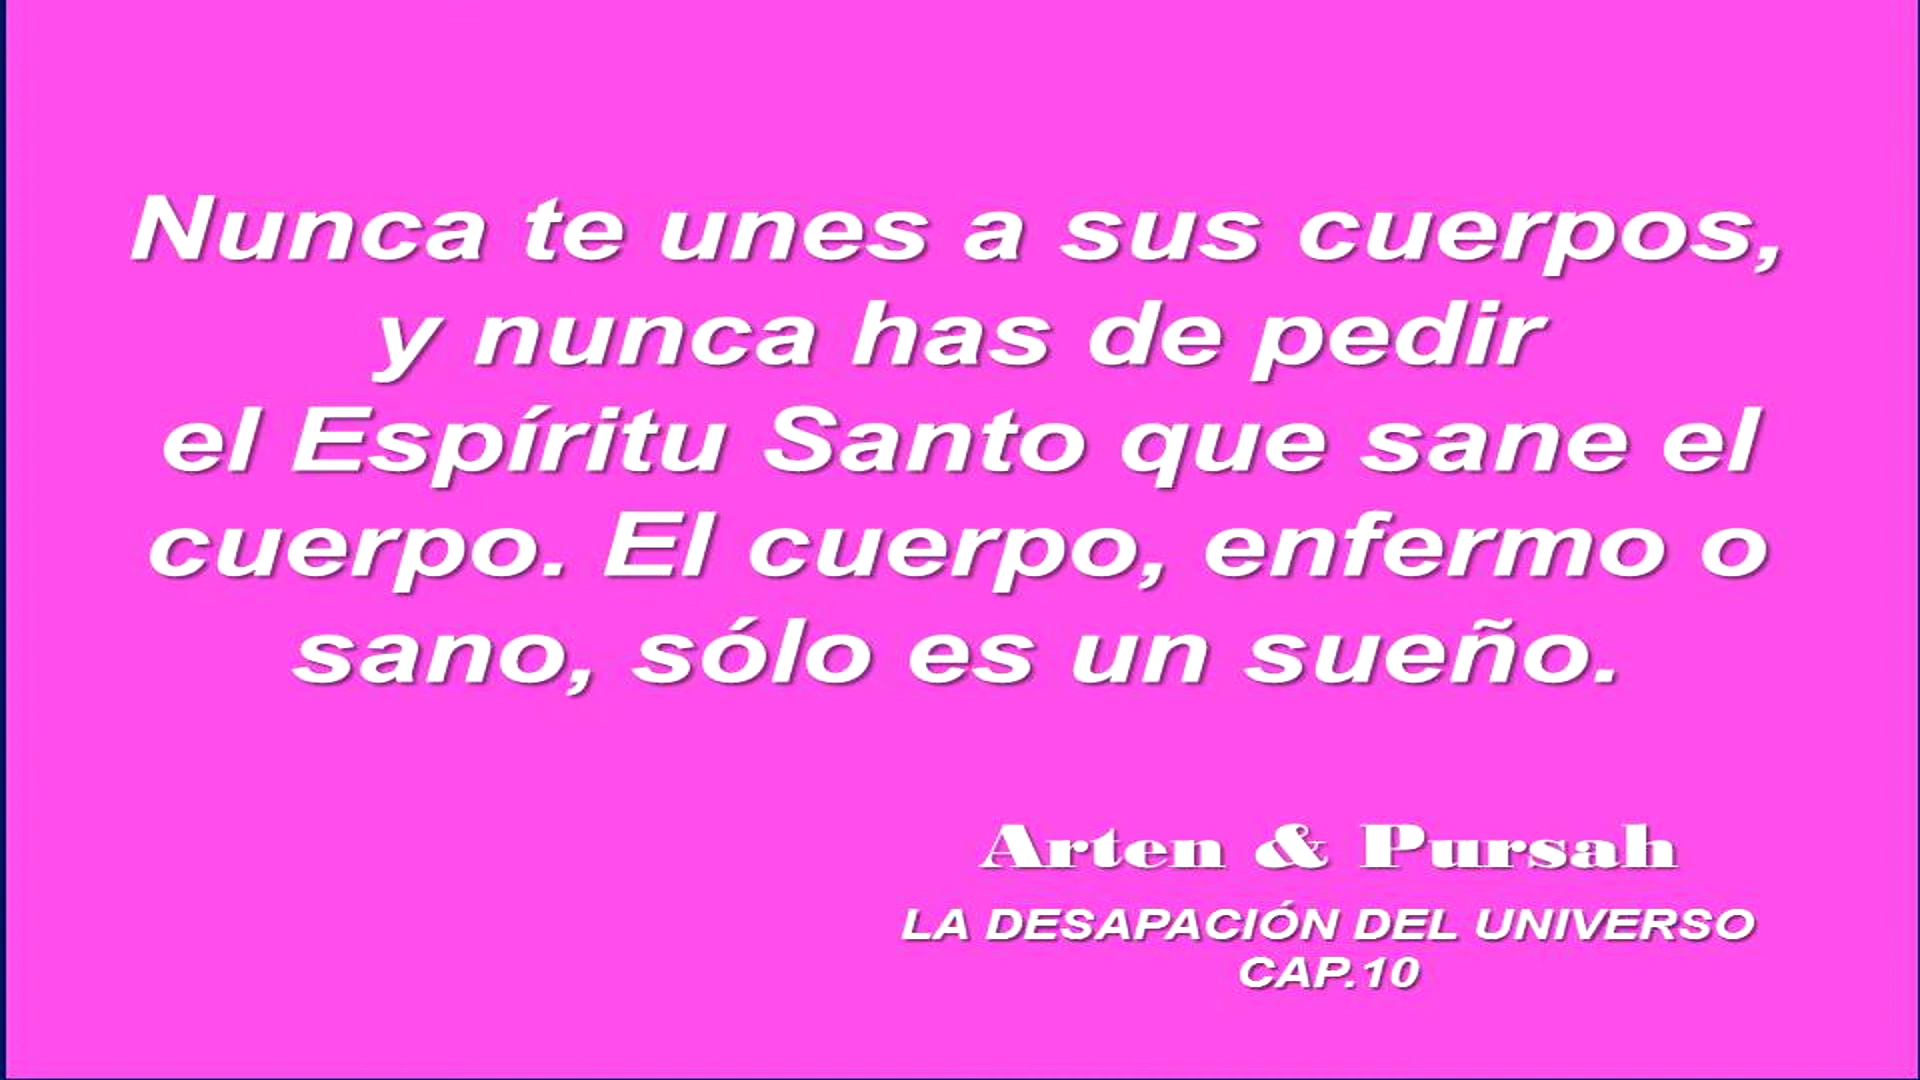 Nunca te unes a sus cuerpos,
y nunca has de pedir
el Espíritu Santo que sane el
cuerpo. El cuerpo, enfermo o
sano, sólo es un sueño.
Arten & Pursah
LA DESAPACIÓN DEL UNIVERSO
CAP.10